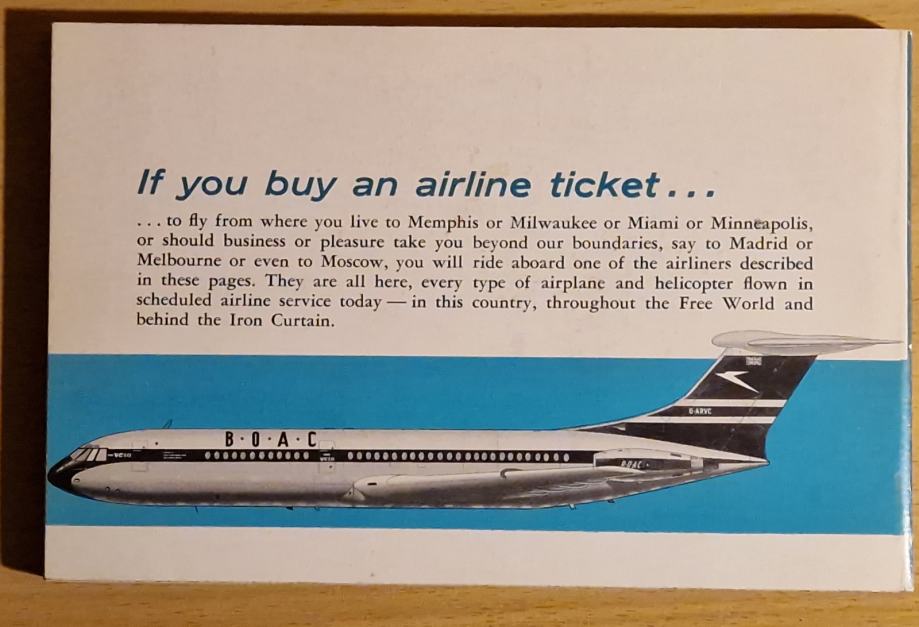 If you buy an airline ticket...
...to fly from where you live to Memphis or Milwaukee or Miami or Minneapolis,
or should business or pleasure take you beyond our boundaries, say to Madrid or
Melbourne or even to Moscow, you will ride aboard one of the airliners described
in these pages. They are all here, every type of airplane and helicopter flown in
scheduled airline service today — in this country, throughout the Free World and
behind the Iron Curtain.
G-ARVC
B·O·A·C
VC10
VC10
B·O·A·C